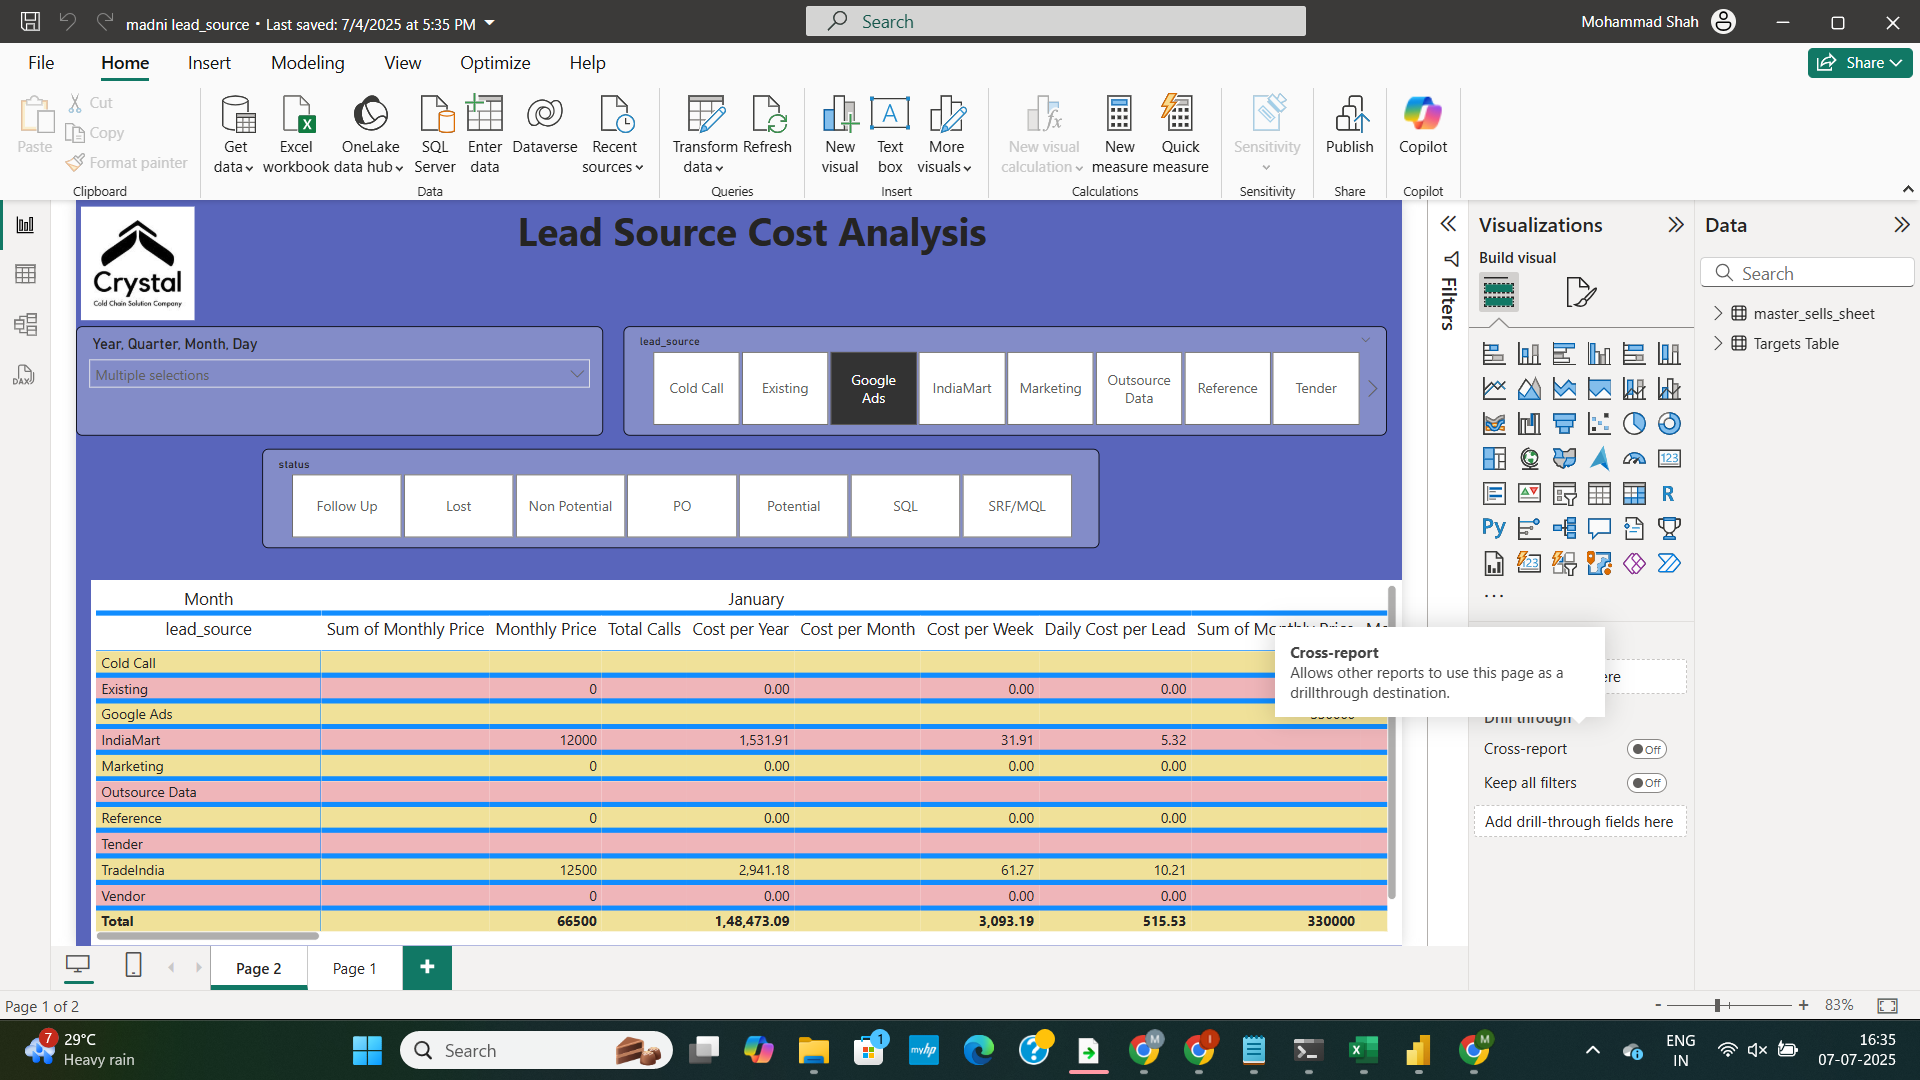 madni lead_source • Last saved: 7/4/2025 at 5:35 PM
Search
Mohammad Shah
File
Home
Insert
Modeling
View
Optimize
Help
Share
Paste
Cut
Copy
Format painter
Clipboard
Get data
Excel workbook
OneLake data hub
SQL Server
Enter data
Dataverse
Recent sources
Data
Transform data
Refresh
Queries
New visual
Text box
More visuals
Insert
New visual calculation
New measure
Quick measure
Calculations
Sensitivity
Sensitivity
Publish
Share
Copilot
Copilot
Crystal
Cold Chain Solution Company
Lead Source Cost Analysis
Year, Quarter, Month, Day
Multiple selections
lead_source
Cold Call
Existing
Google Ads
IndiaMart
Marketing
Outsource Data
Reference
Tender
status
Follow Up
Lost
Non Potential
PO
Potential
SQL
SRF/MQL
Month January
lead_source Sum of Monthly Price Monthly Price Total Calls Cost per Year Cost per Month Cost per Week Daily Cost per Lead Sum of Monthly Price
Cold Call
Existing 0 0.00 0.00 0.00
Google Ads 330000
IndiaMart 12000 1,531.91 31.91 5.32
Marketing 0 0.00 0.00 0.00
Outsource Data
Reference 0 0.00 0.00 0.00
Tender
TradeIndia 12500 2,941.18 61.27 10.21
Vendor 0 0.00 0.00 0.00
Total 66500 1,48,473.09 3,093.19 515.53 330000
Filters
Visualizations
Build visual
123
R
Py
123
...
Cross-report
Allows other reports to use this page as a
drillthrough destination.
ere
Drill through
Cross-report Off
Keep all filters Off
Add drill-through fields here
Data
Search
master_sells_sheet
Targets Table
DAX
Page 2
Page 1
+
Page 1 of 2
- + 83%
7
29°C
Heavy rain
Search
1
myhp
M
I
M
ENG
IN
16:35
07-07-2025